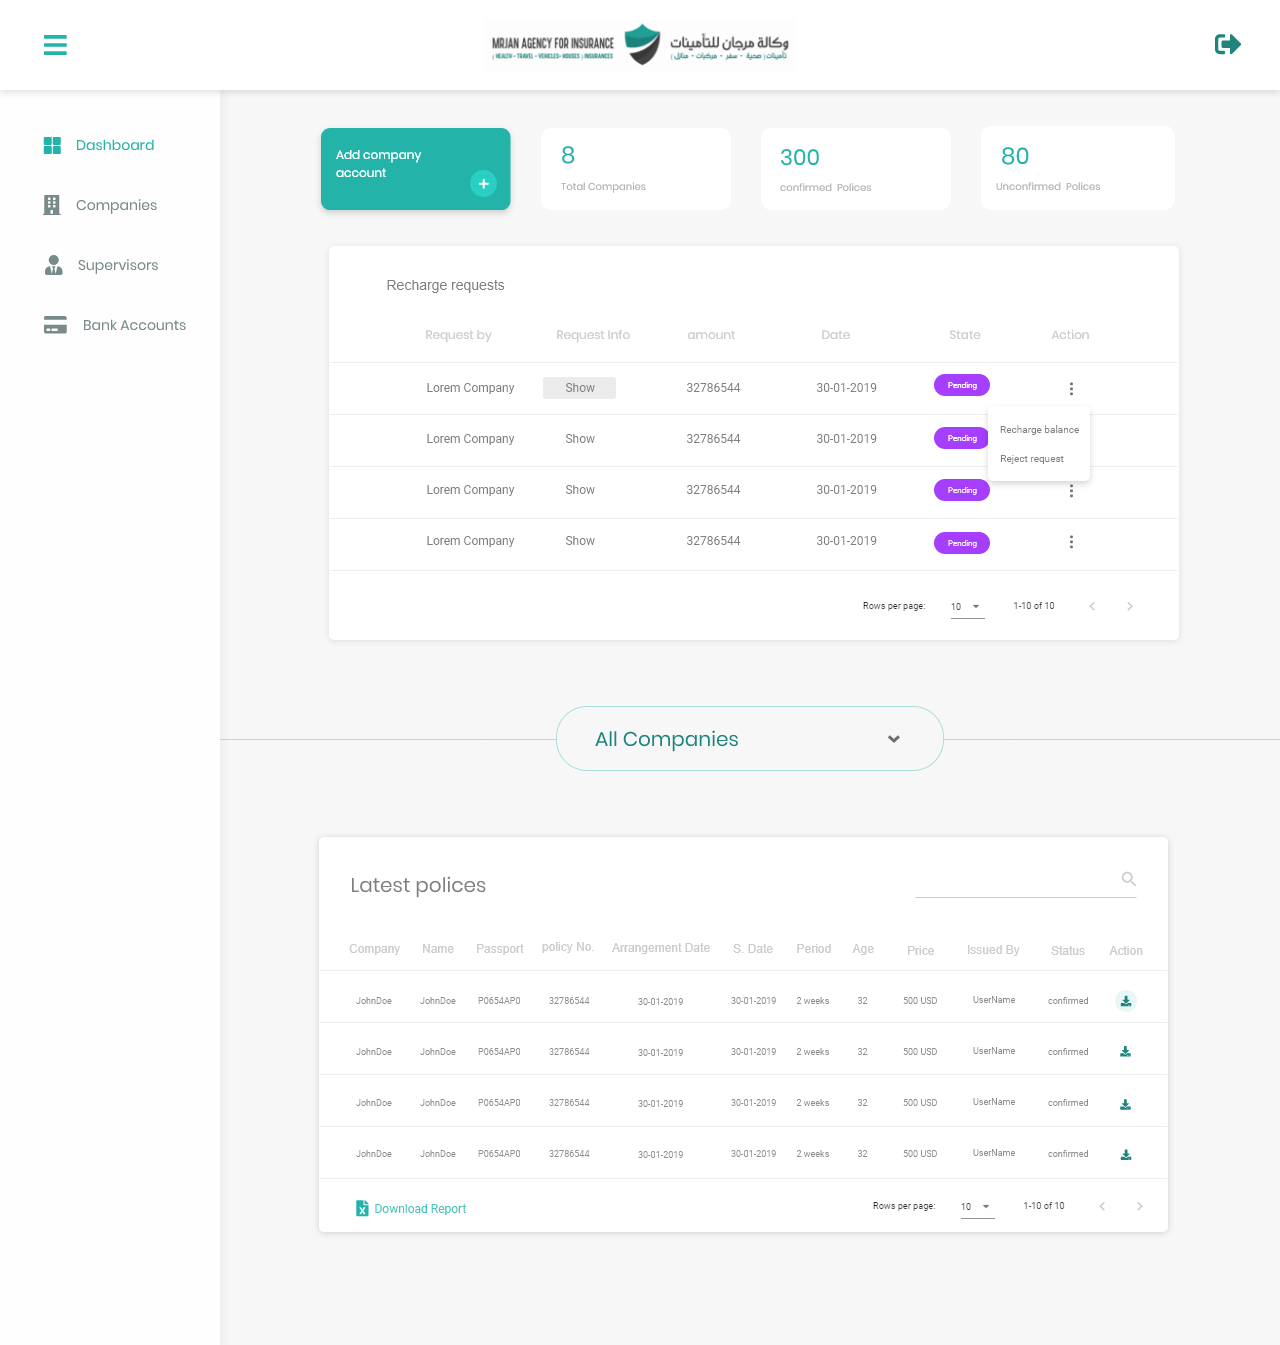 MRJAN AGENCY FOR INSURANCE
( HEALTH • TRAVEL • VEHICLES• HOUSES ) INSURANCES
وكالة مرجان للتأمينات
تأمينات ( صحية • سفر • مركبات • منازل )
Dashboard
Companies
Supervisors
Bank Accounts
Add company
account
8
Total Companies
300
confirmed Polices
80
Unconfirmed Polices
Recharge requests
Request by Request Info amount Date State Action
Lorem Company Show 32786544 30-01-2019 Pending
Recharge balance
Lorem Company Show 32786544 30-01-2019 Pending
Reject request
Lorem Company Show 32786544 30-01-2019 Pending
Lorem Company Show 32786544 30-01-2019 Pending
Rows per page: 10 1-10 of 10
All Companies
Latest polices
Company Name Passport policy No. Arrangement Date S. Date Period Age Price Issued By Status Action
JohnDoe JohnDoe P0654AP0 32786544 30-01-2019 30-01-2019 2 weeks 32 500 USD UserName confirmed
JohnDoe JohnDoe P0654AP0 32786544 30-01-2019 30-01-2019 2 weeks 32 500 USD UserName confirmed
JohnDoe JohnDoe P0654AP0 32786544 30-01-2019 30-01-2019 2 weeks 32 500 USD UserName confirmed
JohnDoe JohnDoe P0654AP0 32786544 30-01-2019 30-01-2019 2 weeks 32 500 USD UserName confirmed
Download Report
Rows per page: 10 1-10 of 10